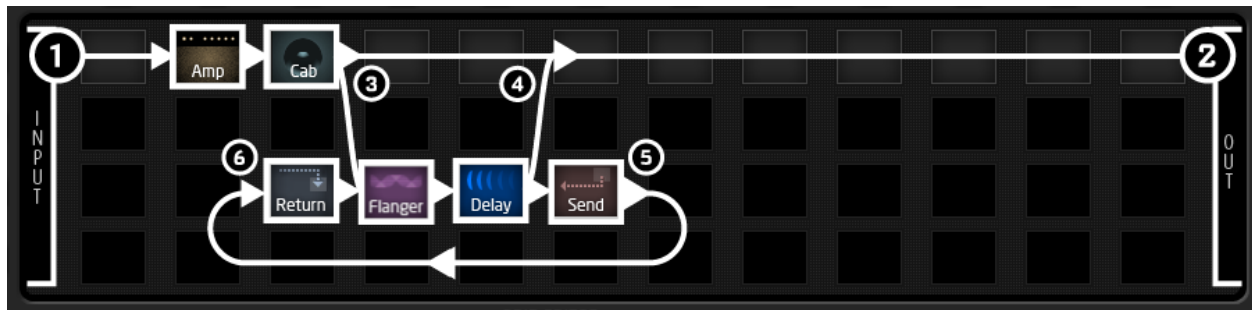 1
Amp
Cab
2
3
4
INPUT
OUT
6
5
Return
Flanger
Delay
Send